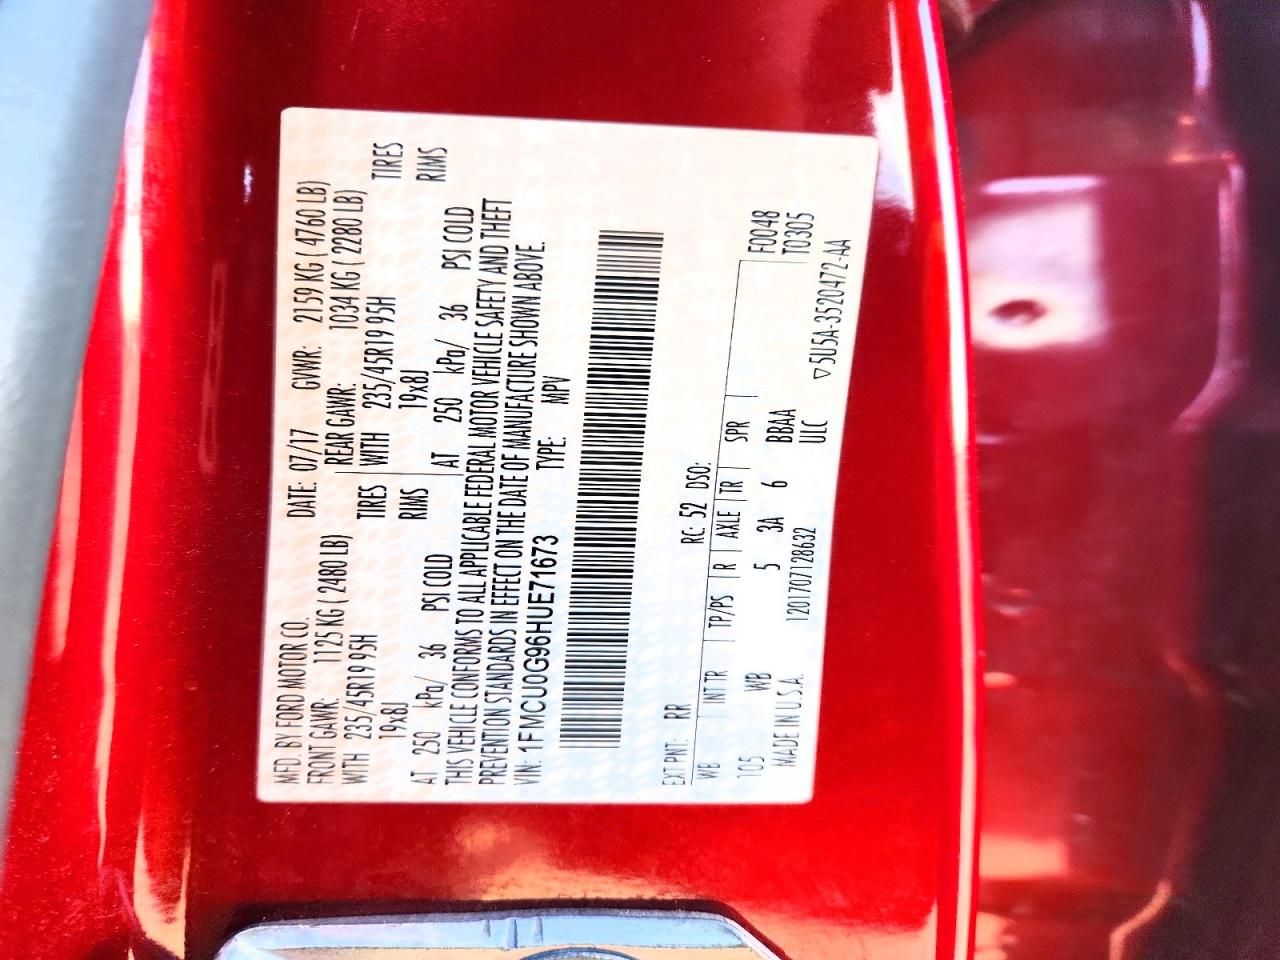 MFD. BY FORD MOTOR CO. DATE: 07/17 GVWR: 2159 KG ( 4760 LB)
FRONT GAWR: 1125 KG ( 2480 LB) REAR GAWR: 1034 KG ( 2280 LB)
WITH 235/45R19 95H TIRES WITH 235/45R19 95H TIRES
19x8J RIMS 19x8J RIMS
AT 250 kPa/ 36 PSI COLD AT 250 kPa/ 36 PSI COLD
THIS VEHICLE CONFORMS TO ALL APPLICABLE FEDERAL MOTOR VEHICLE SAFETY AND THEFT
PREVENTION STANDARDS IN EFFECT ON THE DATE OF MANUFACTURE SHOWN ABOVE.
VIN: 1FMCU0G96HUE71673 TYPE: MPV
EXT PNT: RR RC: 52 DSO:
WB INT TR TP/PS R AXLE TR SPR F0048
105 WB 5 3A 6 BBAA T0305
MADE IN U.S.A. 1201707128632 ULC
▽5U5A-3520472-AA